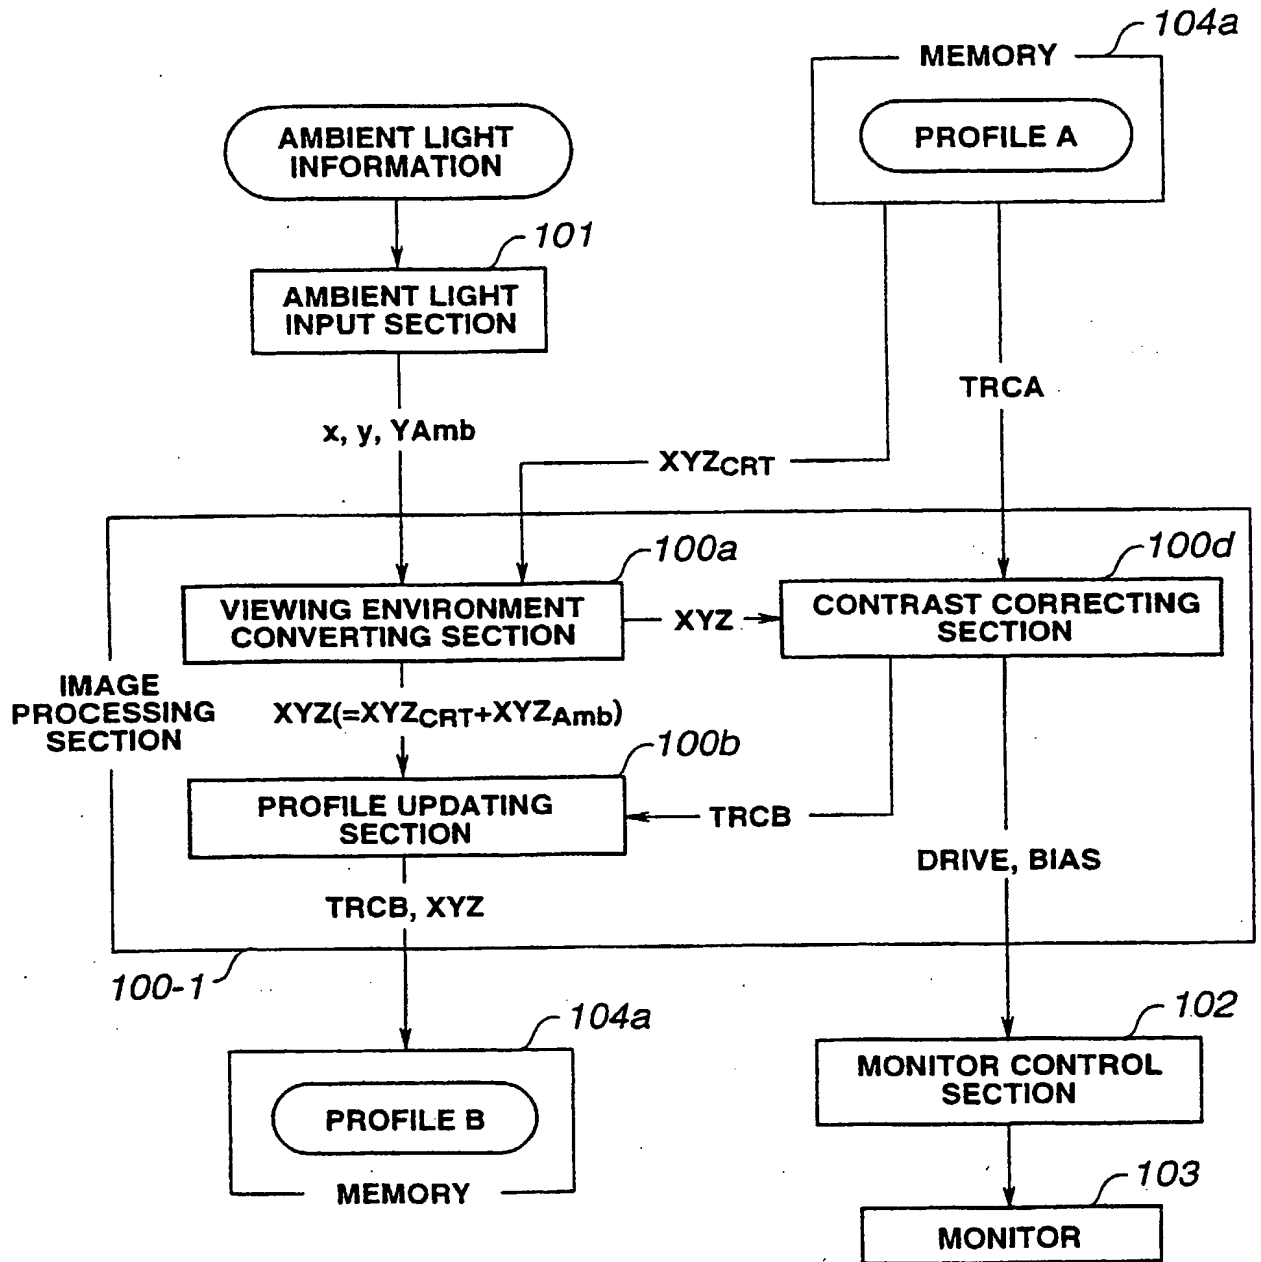 104a
MEMORY
PROFILE A
AMBIENT LIGHT
INFORMATION
101
AMBIENT LIGHT
INPUT SECTION
TRCA
x, y, YAmb
XYZCRT
100a
100d
VIEWING ENVIRONMENT
CONVERTING SECTION
XYZ
CONTRAST CORRECTING
SECTION
IMAGE
PROCESSING
SECTION
XYZ(=XYZCRT+XYZAmb)
100b
PROFILE UPDATING
SECTION
TRCB
DRIVE, BIAS
TRCB, XYZ
100-1
104a
PROFILE B
MEMORY
102
MONITOR CONTROL
SECTION
103
MONITOR